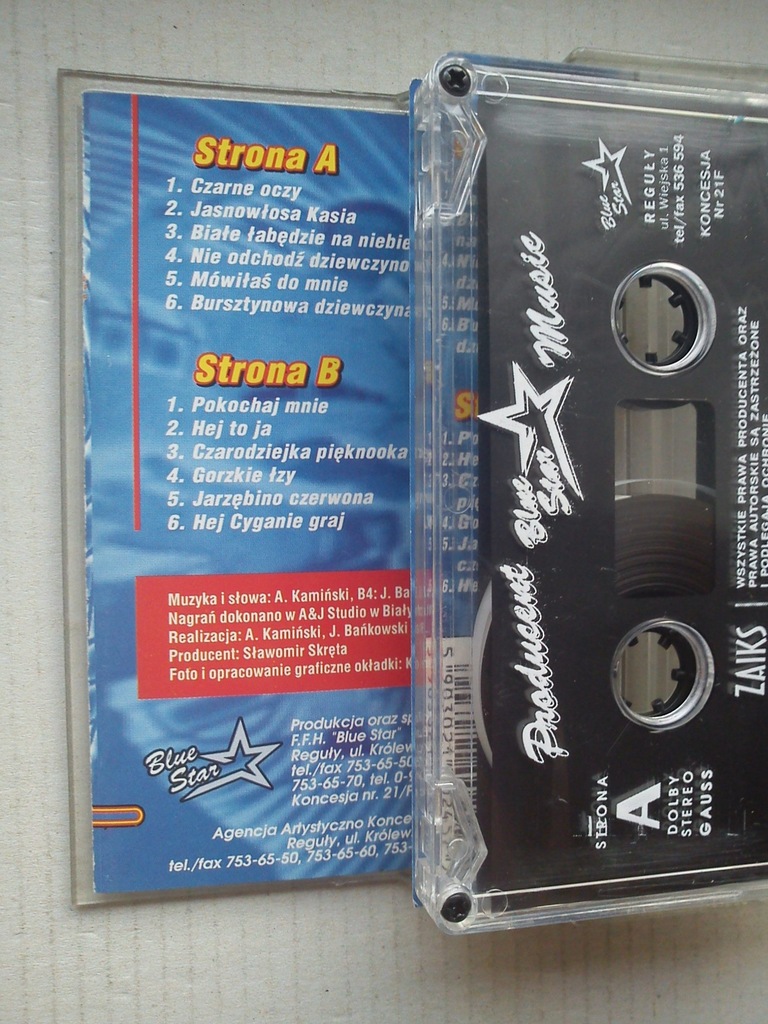 Strona A
1. Czarne oczy
2. Jasnowłosa Kasia
3. Białe łabędzie na niebie
4. Nie odchodź dziewczyno
5. Mówiłaś do mnie
6. Bursztynowa dziewczyna
Strona B
1. Pokochaj mnie
2. Hej to ja
3. Czarodziejka pięknooka
4. Gorzkie łzy
5. Jarzębino czerwona
6. Hej Cyganie graj
Muzyka i słowa: A. Kamiński, B4: J. Ba
Nagrań dokonano w A&J Studio w Biały
Realizacja: A. Kamiński, J. Bańkowski
Producent: Sławomir Skręta
Foto i opracowanie graficzne okładki: K
Blue Star
Produkcja oraz sp
F.F.H. "Blue Star"
Reguły, ul. Królew
tel./fax 753-65-50
753-65-70, tel. 0-9
Koncesja nr. 21/F
Agencja Artystyczno Konce
Reguły, ul. Królew
tel./fax 753-65-50, 753-65-60, 753-
Producent Blue Star Music
Blue Star
REGUŁY
ul. Wiejska 1
tel/fax 536 594
KONCESJA
Nr 21F
STRONA
A
DOLBY
STEREO
GAUSS
ZAIKS
WSZYSTKIE PRAWA PRODUCENTA ORAZ
PRAWA AUTORSKIE SĄ ZASTRZEŻONE
I PODLEGAJĄ OCHRONIE